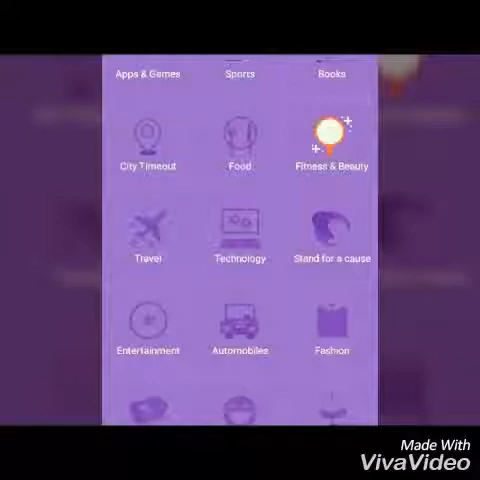 Apps & Games Sports Books
City Timeout Food Fitness & Beauty
Travel Technology Stand for a cause
Entertainment Automobiles Fashion
Made With
VivaVideo